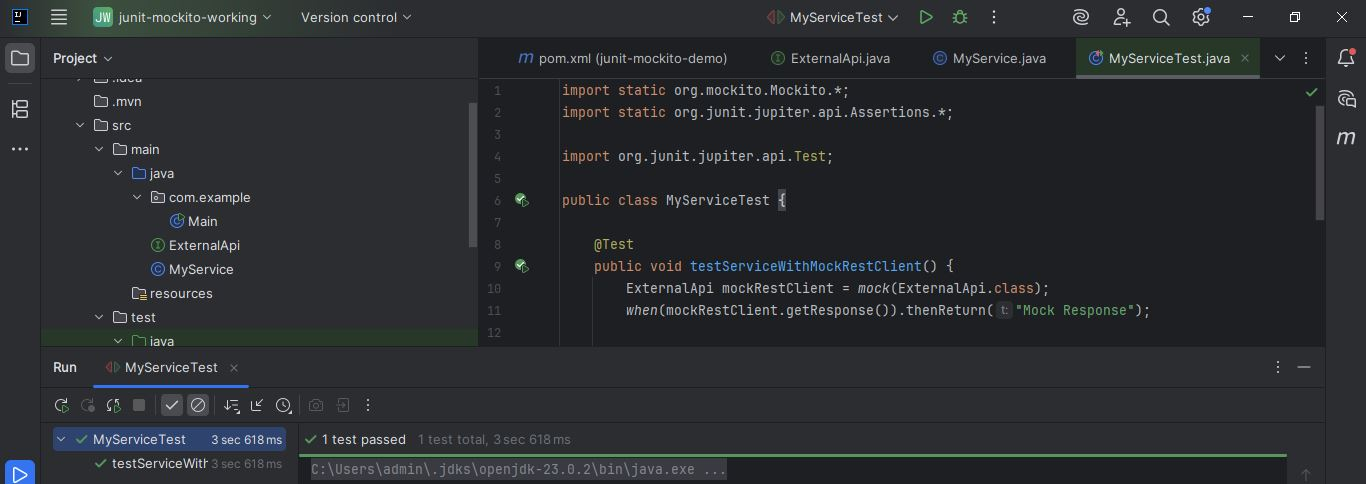 IJ JW junit-mockito-working Version control MyServiceTest
Project
pom.xml (junit-mockito-demo) ExternalApi.java MyService.java MyServiceTest.java
.idea
.mvn
src
main
java
com.example
Main
ExternalApi
MyService
resources
test
java
1 import static org.mockito.Mockito.*;
2 import static org.junit.jupiter.api.Assertions.*;
3
4 import org.junit.jupiter.api.Test;
5
6 public class MyServiceTest {
7
8 @Test
9 public void testServiceWithMockRestClient() {
10 ExternalApi mockRestClient = mock(ExternalApi.class);
11 when(mockRestClient.getResponse()).thenReturn( t: "Mock Response");
12
Run MyServiceTest
MyServiceTest 3 sec 618 ms
testServiceWith 3 sec 618 ms
1 test passed 1 test total, 3 sec 618 ms
C:\Users\admin\.jdks\openjdk-23.0.2\bin\java.exe ...